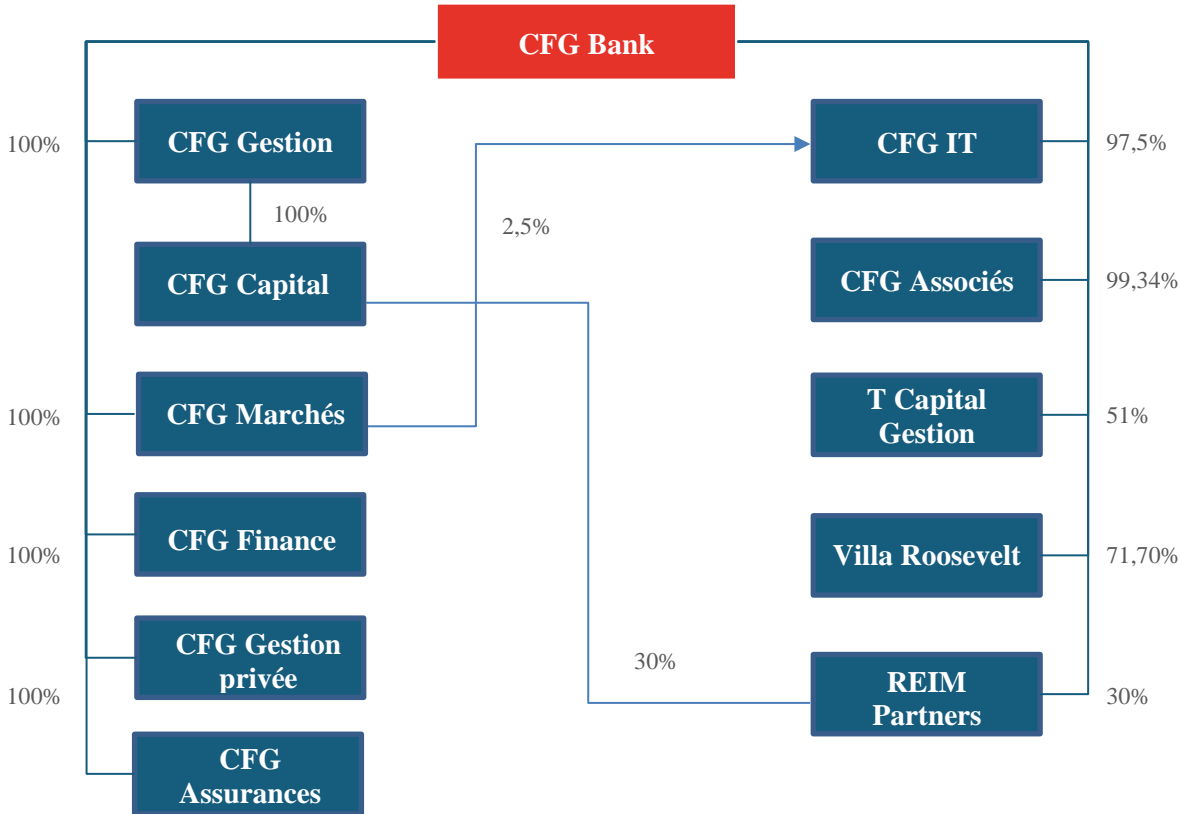 CFG Bank
100%
CFG Gestion
100%
CFG Capital
100%
CFG Marchés
100%
CFG Finance
100%
CFG Gestion
privée
CFG
Assurances
2,5%
30%
CFG IT
97,5%
CFG Associés
99,34%
T Capital
Gestion
51%
Villa Roosevelt
71,70%
REIM
Partners
30%